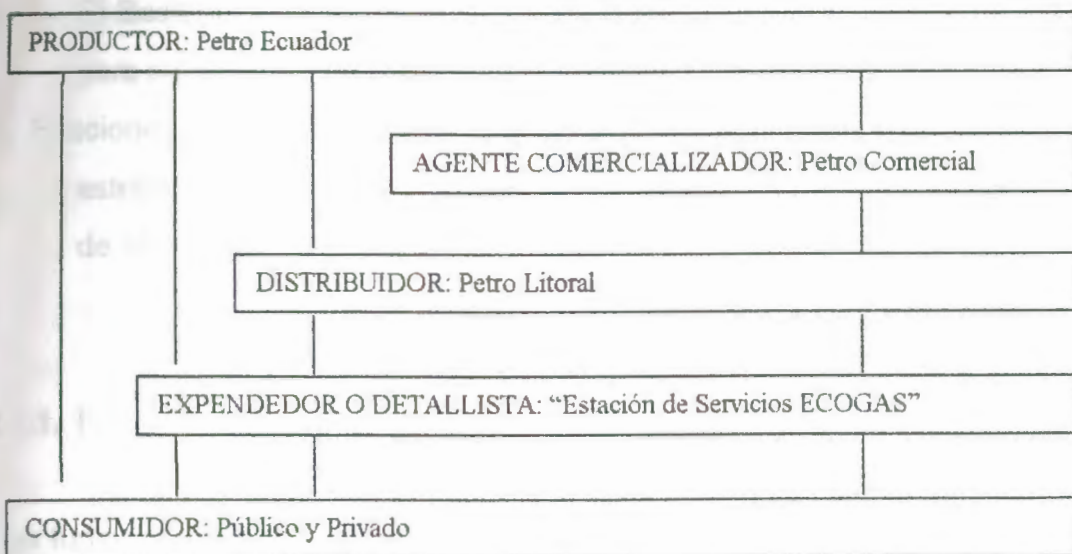 PRODUCTOR: Petro Ecuador
AGENTE COMERCIALIZADOR: Petro Comercial
DISTRIBUIDOR: Petro Litoral
EXPENDEDOR O DETALLISTA: “Estación de Servicios ECOGAS”
CONSUMIDOR: Público y Privado